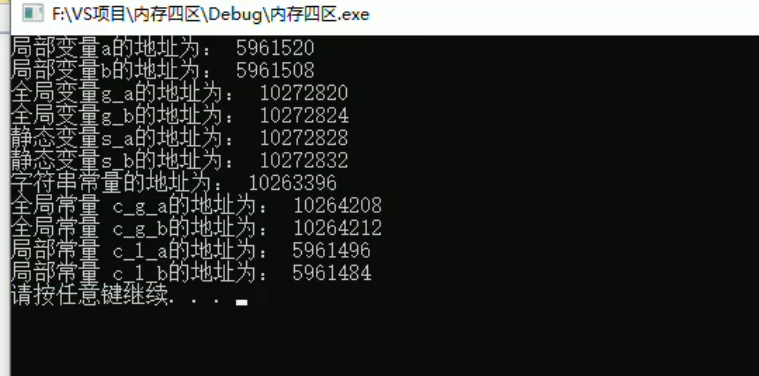 F:\VS项目\内存四区\Debug\内存四区.exe
局部变量a的地址为： 5961520
局部变量b的地址为： 5961508
全局变量g_a的地址为： 10272820
全局变量g_b的地址为： 10272824
静态变量s_a的地址为： 10272828
静态变量s_b的地址为： 10272832
字符串常量的地址为： 10263396
全局常量 c_g_a的地址为： 10264208
全局常量 c_g_b的地址为： 10264212
局部常量 c_l_a的地址为： 5961496
局部常量 c_l_b的地址为： 5961484
请按任意键继续. . .